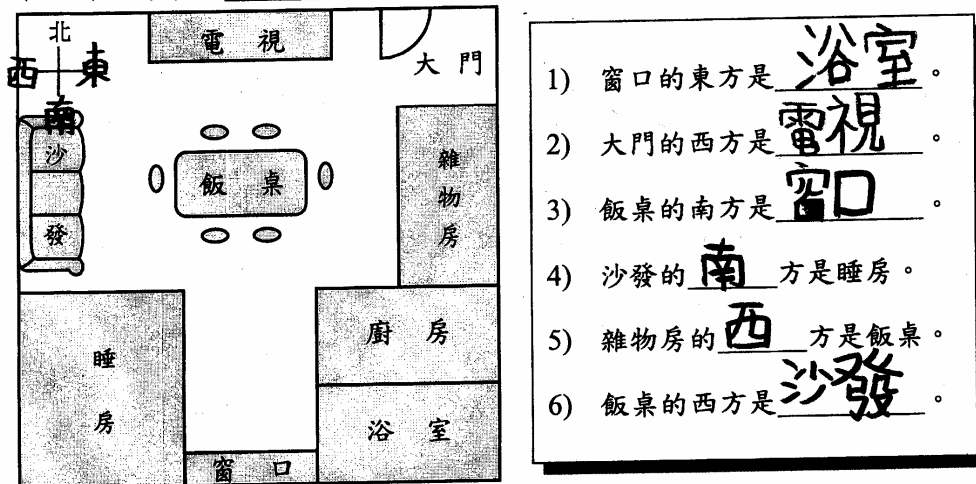 北
西 東
南
電視
大門
沙發
飯桌
雜物房
睡房
廚房
浴室
窗口
1) 窗口的東方是浴室。
2) 大門的西方是電視。
3) 飯桌的南方是窗口。
4) 沙發的南方是睡房。
5) 雜物房的西方是飯桌。
6) 飯桌的西方是沙發。